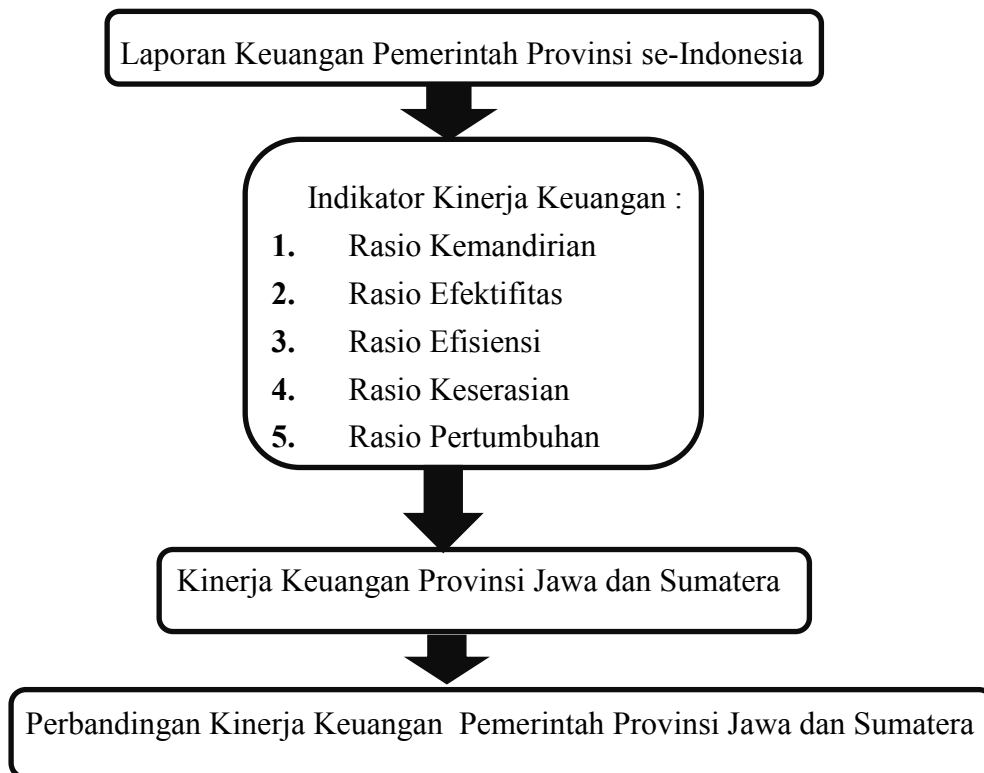 Laporan Keuangan Pemerintah Provinsi se-Indonesia
Indikator Kinerja Keuangan :
1. Rasio Kemandirian
2. Rasio Efektifitas
3. Rasio Efisiensi
4. Rasio Keserasian
5. Rasio Pertumbuhan
Kinerja Keuangan Provinsi Jawa dan Sumatera
Perbandingan Kinerja Keuangan Pemerintah Provinsi Jawa dan Sumatera